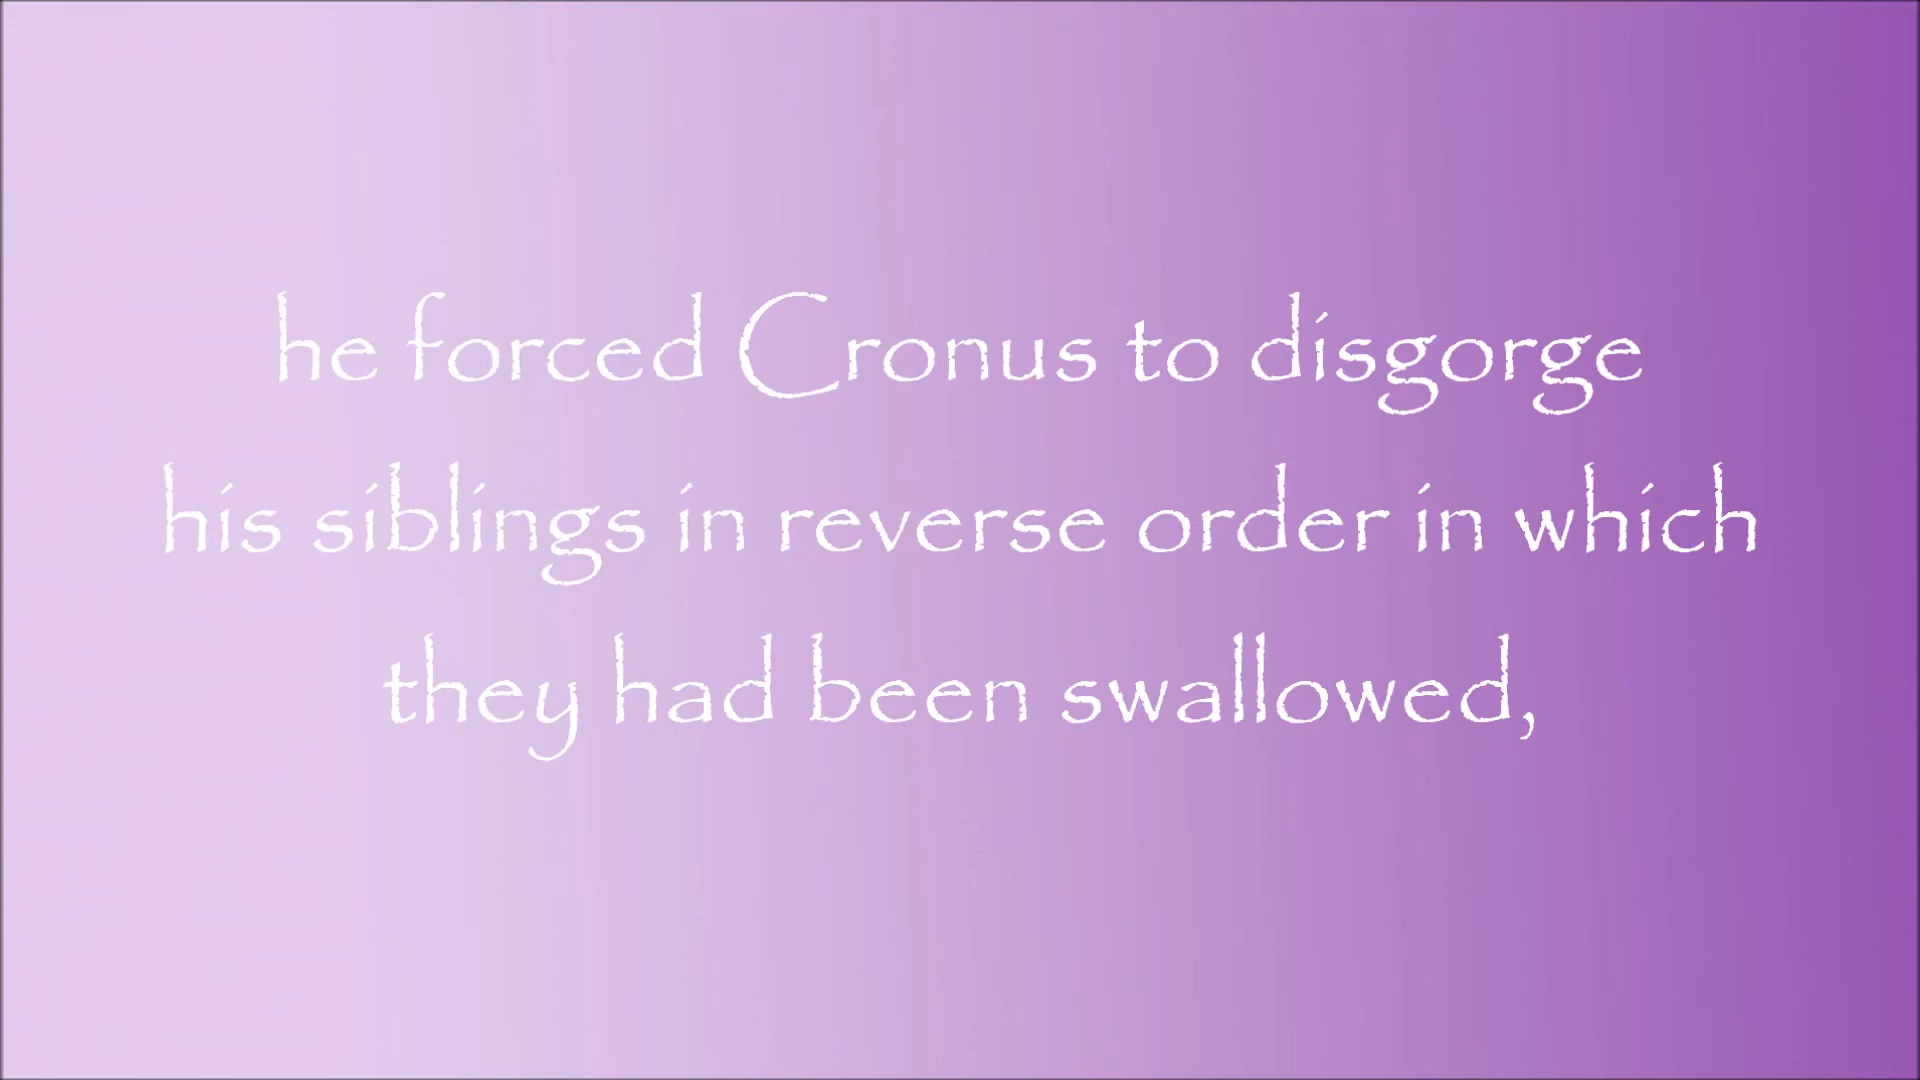 he forced Cronus to disgorge
his siblings in reverse order in which
they had been swallowed,